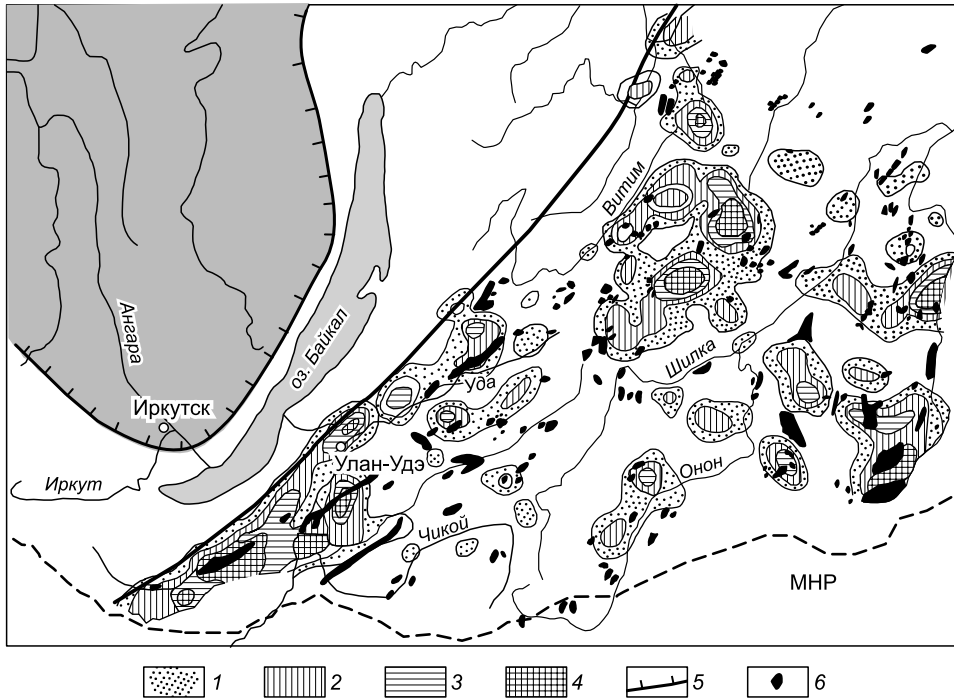 Витим
Ангара
оз. Байкал
Шилка
Уда
Иркутск
Улан-Удэ
Онон
Иркут
Чикой
МНР
1 2 3 4 5 6